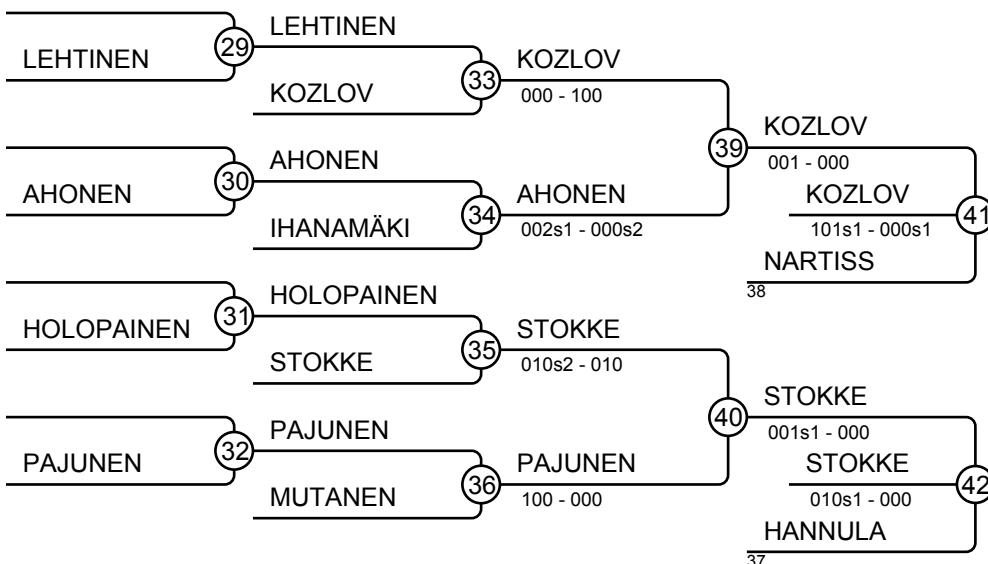 LEHTINEN
29
LEHTINEN
KOZLOV
33
KOZLOV
000 - 100
AHONEN
30
AHONEN
IHANAMÄKI
34
AHONEN
002s1 - 000s2
39
KOZLOV
001 - 000
KOZLOV
101s1 - 000s1
41
NARTISS
38
HOLOPAINEN
31
HOLOPAINEN
STOKKE
35
STOKKE
010s2 - 010
PAJUNEN
32
PAJUNEN
MUTANEN
36
PAJUNEN
100 - 000
40
STOKKE
001s1 - 000
STOKKE
010s1 - 000
42
HANNULA
37